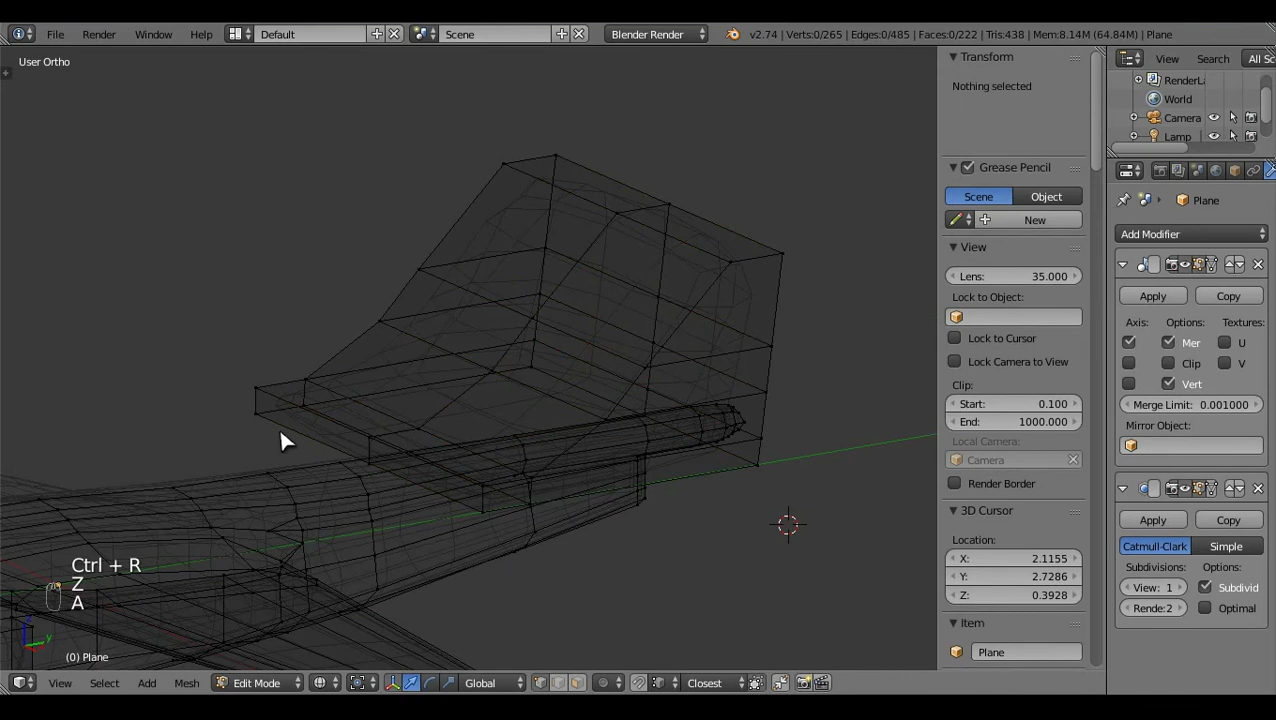 File Render Window Help Default Scene Blender Render v2.74 | Verts:0/265 | Edges:0/485 | Faces:0/222 | Tris:438 | Mem:8.14M (64.84M) | Plane
User Ortho
Ctrl + R
Z
A
(0) Plane
View Select Add Mesh Edit Mode Global Closest
Transform
Nothing selected
Grease Pencil
Scene Object
New
View
Lens: 35.000
Lock to Object:
Lock to Cursor
Lock Camera to View
Clip:
Start: 0.100
End: 1000.000
Local Camera:
Camera
Render Border
3D Cursor
Location:
X: 2.1155
Y: 2.7286
Z: 0.3928
Item
Plane
View Search All Sc
RenderLa
World
Camera
Lamp
Plane
Add Modifier
Apply Copy
Axis: Options: Textures:
Mer U
Clip V
Vert
Merge Limit: 0.001000
Mirror Object:
Apply Copy
Catmull-Clark Simple
Subdivisions: Options:
View: 1 Subdivid
Rende: 2 Optimal